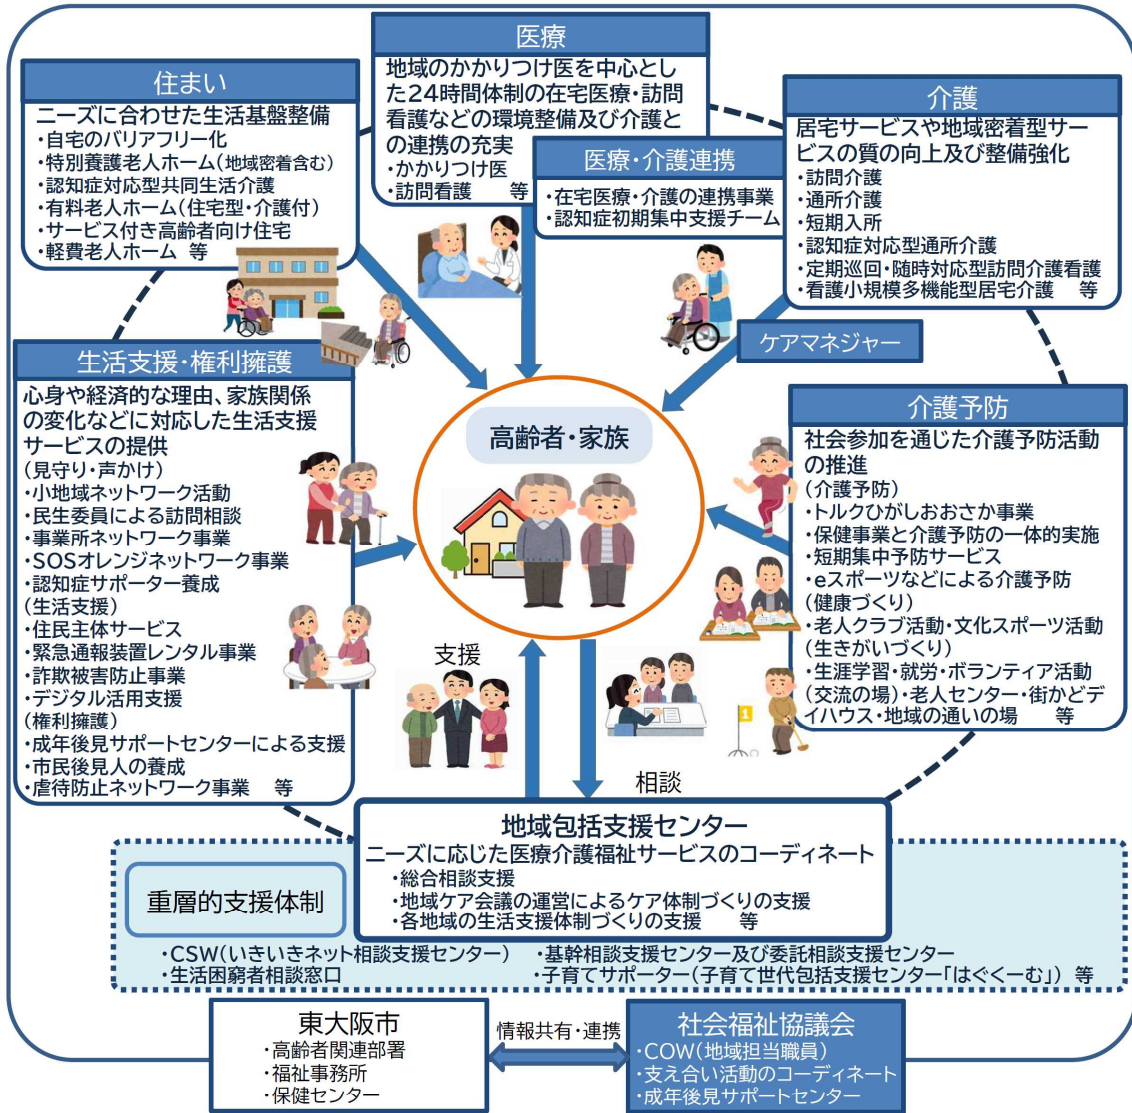 医療
地域のかかりつけ医を中心とし
た24時間体制の在宅医療・訪問
看護などの環境整備及び介護と
の連携の充実
・かかりつけ医
・訪問看護　等
医療・介護連携
・在宅医療・介護の連携事業
・認知症初期集中支援チーム
住まい
ニーズに合わせた生活基盤整備
・自宅のバリアフリー化
・特別養護老人ホーム(地域密着含む)
・認知症対応型共同生活介護
・有料老人ホーム(住宅型・介護付)
・サービス付き高齢者向け住宅
・軽費老人ホーム 等
介護
居宅サービスや地域密着型サー
ビスの質の向上及び整備強化
・訪問介護
・通所介護
・短期入所
・認知症対応型通所介護
・定期巡回・随時対応型訪問介護看護
・看護小規模多機能型居宅介護　等
ケアマネジャー
生活支援・権利擁護
心身や経済的な理由、家族関係
の変化などに対応した生活支援
サービスの提供
(見守り・声かけ)
・小地域ネットワーク活動
・民生委員による訪問相談
・事業所ネットワーク事業
・SOSオレンジネットワーク事業
・認知症サポーター養成
(生活支援)
・住民主体サービス
・緊急通報装置レンタル事業
・詐欺被害防止事業
・デジタル活用支援
(権利擁護)
・成年後見サポートセンターによる支援
・市民後見人の養成
・虐待防止ネットワーク事業　等
高齢者・家族
介護予防
社会参加を通じた介護予防活動
の推進
(介護予防)
・トルクひがしおおさか事業
・保健事業と介護予防の一体的実施
・短期集中予防サービス
・eスポーツなどによる介護予防
(健康づくり)
・老人クラブ活動・文化スポーツ活動
(生きがいづくり)
・生涯学習・就労・ボランティア活動
(交流の場)・老人センター・街かどデ
イハウス・地域の通いの場　等
1
支援
相談
地域包括支援センター
ニーズに応じた医療介護福祉サービスのコーディネート
・総合相談支援
・地域ケア会議の運営によるケア体制づくりの支援
・各地域の生活支援体制づくりの支援　等
重層的支援体制
・CSW(いきいきネット相談支援センター)　・基幹相談支援センター及び委託相談支援センター
・生活困窮者相談窓口　・子育てサポーター(子育て世代包括支援センター「はぐくーむ」) 等
東大阪市
・高齢者関連部署
・福祉事務所
・保健センター
情報共有・連携
社会福祉協議会
・COW(地域担当職員)
・支え合い活動のコーディネート
・成年後見サポートセンター